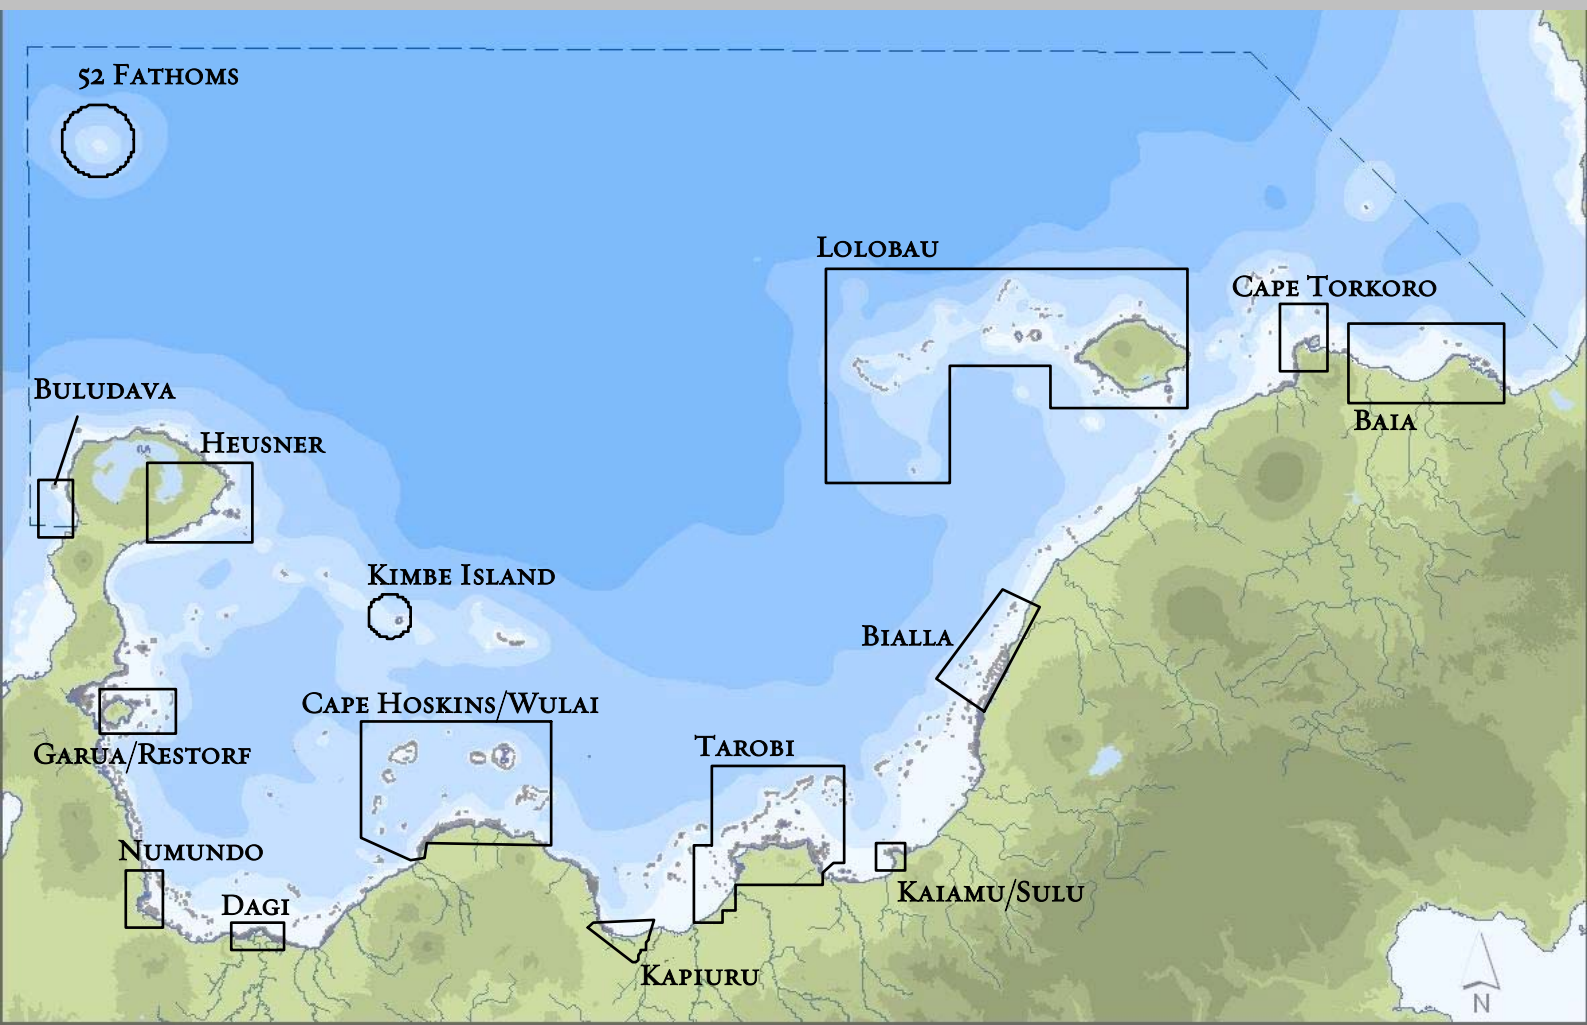 52 Fathoms
Lolobau
Cape Torkoro
Buludava
Heusner
Baia
Kimbe Island
Bialla
Cape Hoskins/Wulai
Garua/Restorf
Tarobi
Numundo
Dagi
Kaiamu/Sulu
Kapiuru
N